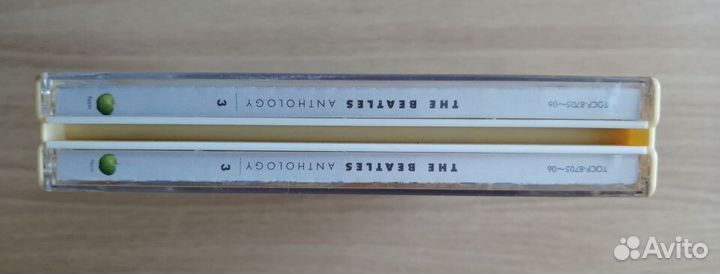 TOCP-8705~06 THE BEATLES ANTHOLOGY 3 Apple
TOCP-8705~06 THE BEATLES ANTHOLOGY 3 Apple
Avito